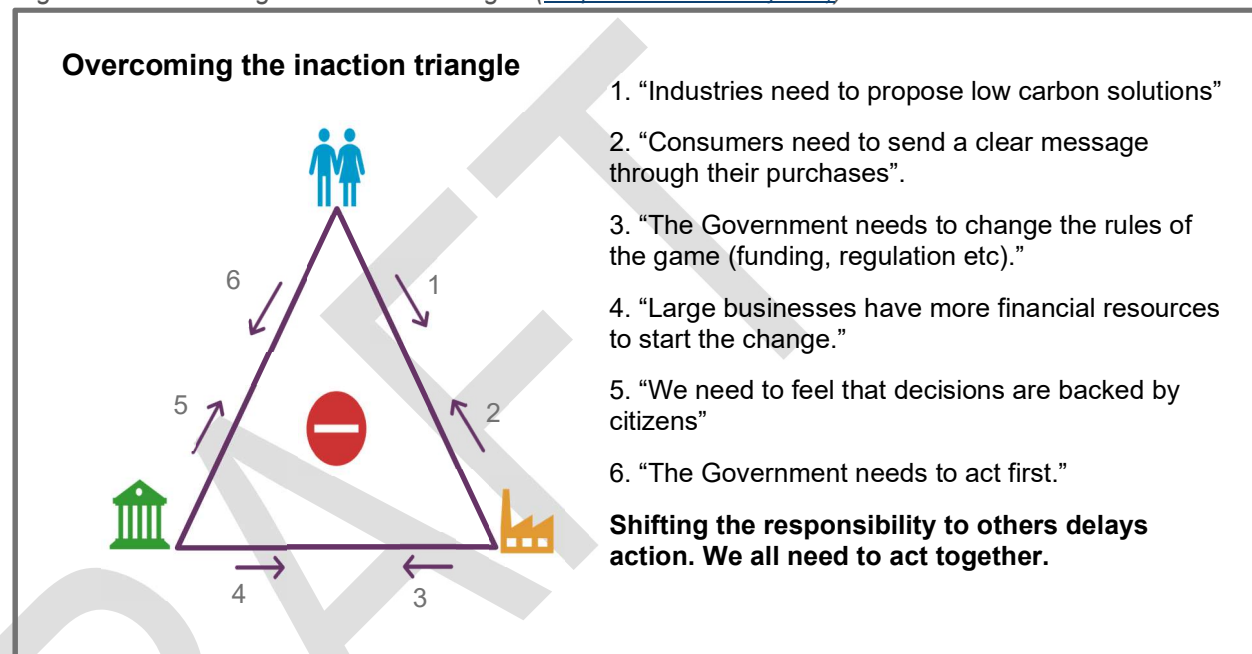 Overcoming the inaction triangle
1. “Industries need to propose low carbon solutions”
2. “Consumers need to send a clear message
through their purchases”.
3. “The Government needs to change the rules of
the game (funding, regulation etc).”
4. “Large businesses have more financial resources
to start the change.”
5. “We need to feel that decisions are backed by
citizens”
6. “The Government needs to act first.”
Shifting the responsibility to others delays
action. We all need to act together.
6
1
5
2
4
3